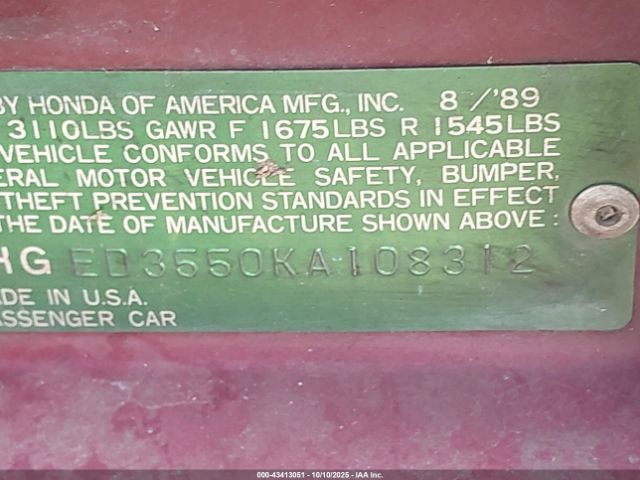 BY HONDA OF AMERICA MFG., INC. 8 / '89
3110LBS GAWR F 1675LBS R 1545LBS
VEHICLE CONFORMS TO ALL APPLICABLE
ERAL MOTOR VEHICLE SAFETY, BUMPER,
THEFT PREVENTION STANDARDS IN EFFECT
THE DATE OF MANUFACTURE SHOWN ABOVE :
HG ED3550KA108312
ADE IN U.S.A.
ASSENGER CAR
000-43413051 - 10/10/2025 - IAAI.COM